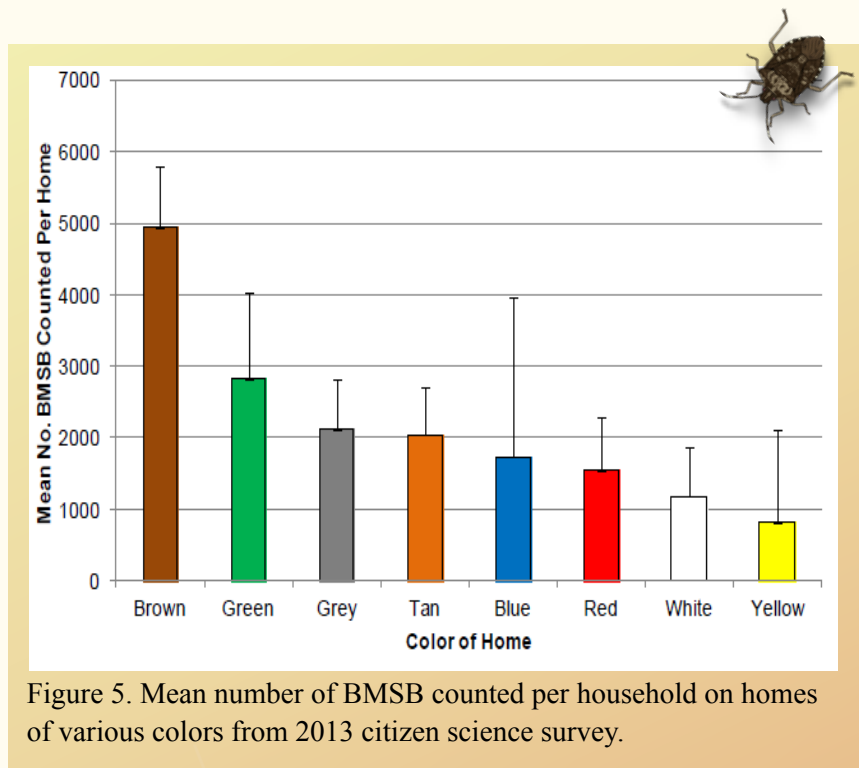 7000
6000
5000
4000
3000
2000
1000
0
Mean No. BMSB Counted Per Home
Brown Green Grey Tan Blue Red White Yellow
Color of Home
Figure 5. Mean number of BMSB counted per household on homes
of various colors from 2013 citizen science survey.